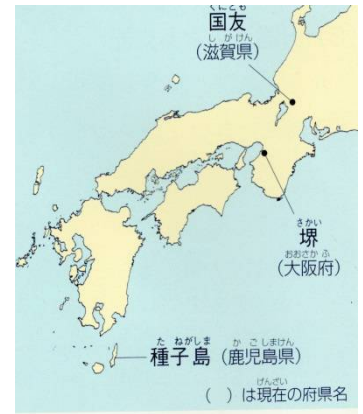 くにとも
国友
しがけん
(滋賀県)
さかい
堺
おおさかふ
(大阪府)
たねがしま かごしまけん
種子島(鹿児島県)
げんざい
( )は現在の府県名